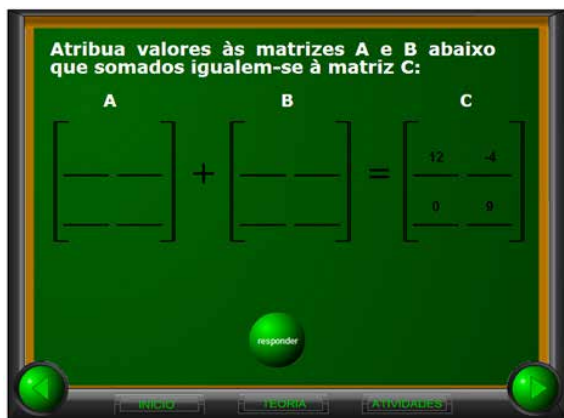 Atribua valores às matrizes A e B abaixo
que somados igualem-se à matriz C:
A B C
+ = 12 -4
0 9
responder
INÍCIO TEORIA ATIVIDADES